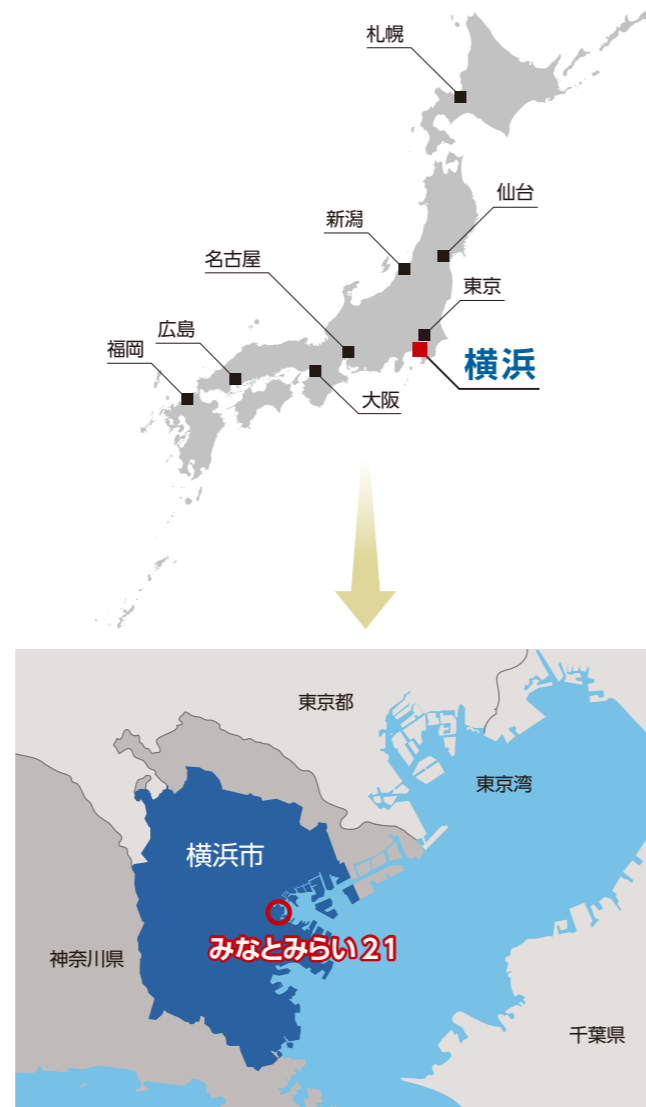 札幌
仙台
新潟
名古屋
東京
広島
横浜
福岡
大阪
東京都
東京湾
横浜市
みなとみらい21
神奈川県
千葉県